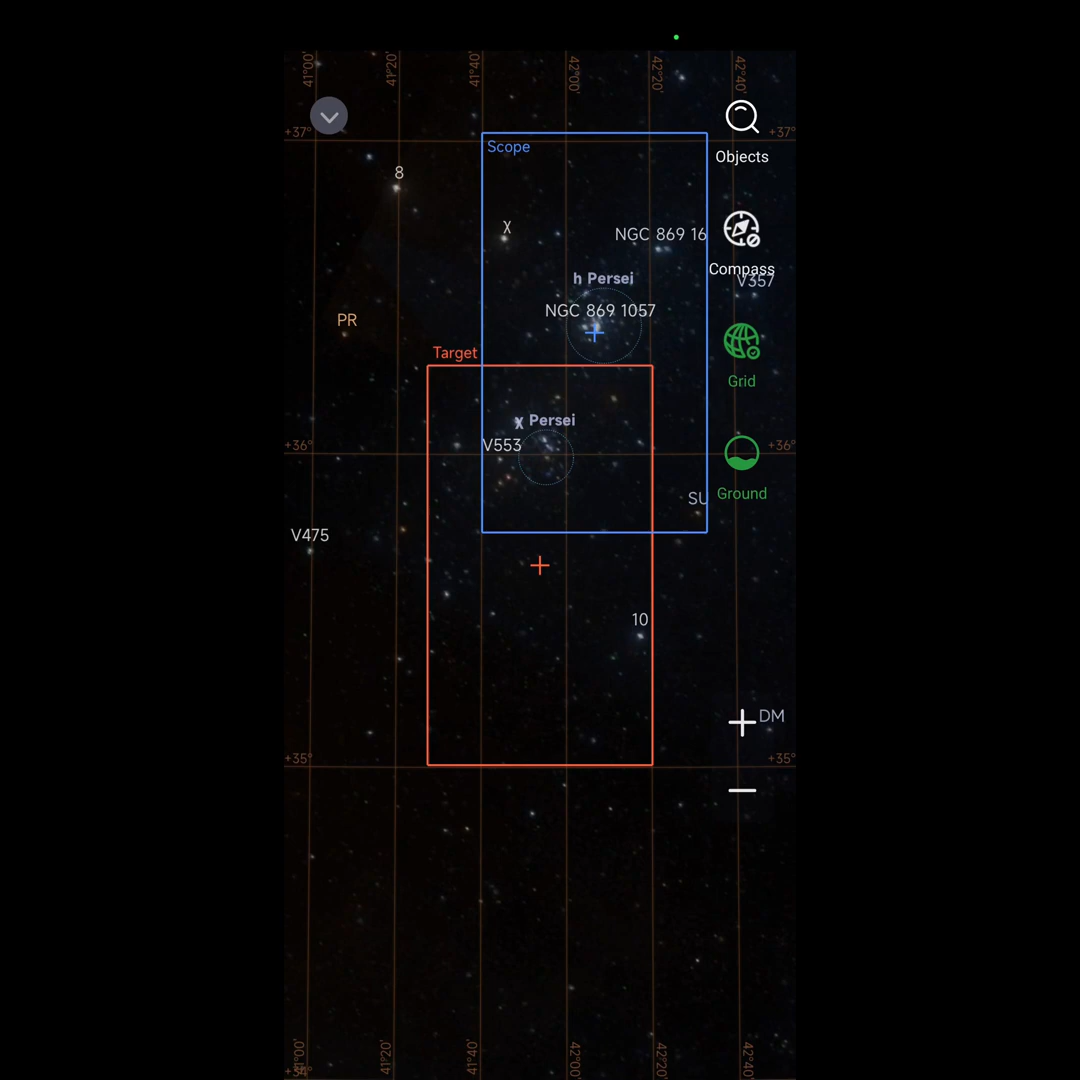 41°00'
41°20'
41°40'
42°00'
42°20'
42°40'
+37°
+37°
Scope
Objects
8
χ
NGC 869 16
Compass
h Persei
V357
NGC 869 1057
PR
Target
Grid
χ Persei
V553
+36°
+36°
SU
Ground
V475
10
DM
+35°
+35°
41°20'
41°40'
42°00'
42°20'
42°40'
+34°